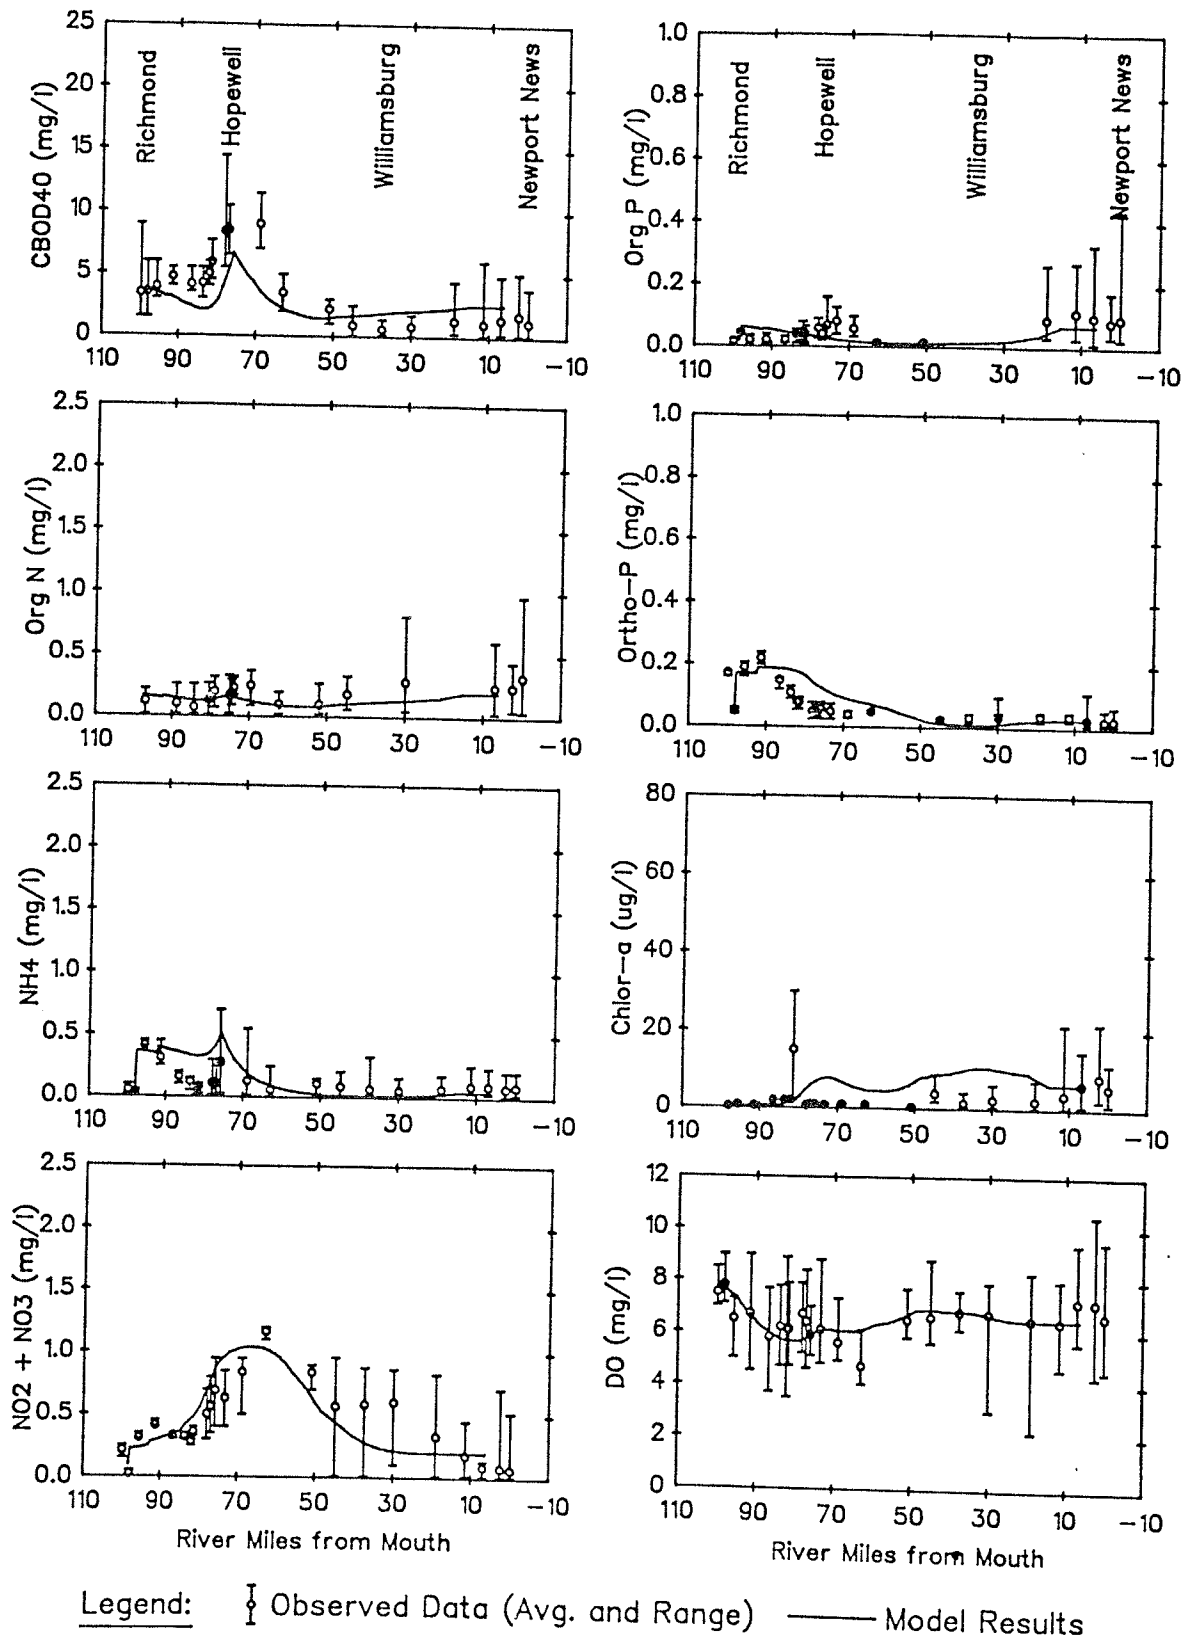 CBOD40 (mg/l)
25
20
15
10
5
0
Richmond
Hopewell
Williamsburg
Newport News
110 90 70 50 30 10 −10
Org P (mg/l)
1.0
0.8
0.6
0.4
0.2
0.0
Richmond
Hopewell
Williamsburg
Newport News
110 90 70 50 30 10 −10
Org N (mg/l)
2.5
2.0
1.5
1.0
0.5
0.0
110 90 70 50 30 10 −10
Ortho−P (mg/l)
1.0
0.8
0.6
0.4
0.2
0.0
110 90 70 50 30 10 −10
NH4 (mg/l)
2.5
2.0
1.5
1.0
0.5
0.0
110 90 70 50 30 10 −10
Chlor−a (ug/l)
80
60
40
20
0
110 90 70 50 30 10 −10
NO2 + NO3 (mg/l)
2.5
2.0
1.5
1.0
0.5
0.0
110 90 70 50 30 10 −10
River Miles from Mouth
DO (mg/l)
12
10
8
6
4
2
0
110 90 70 50 30 10 −10
River Miles from Mouth
Legend: Observed Data (Avg. and Range) Model Results